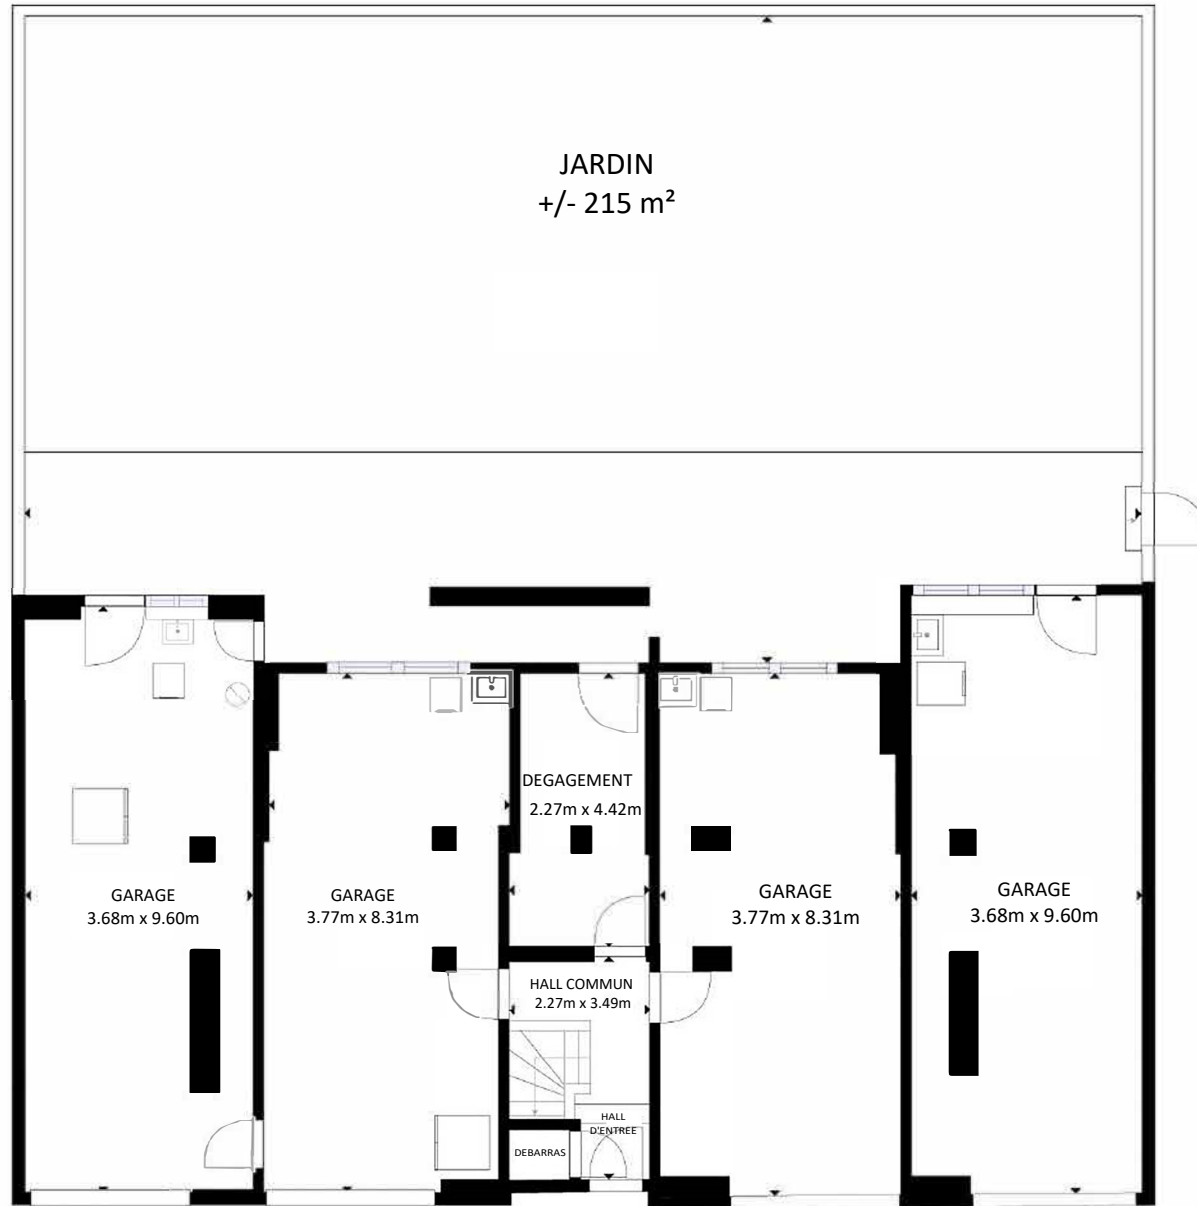 JARDIN
+/- 215 m²
DEGAGEMENT
2.27m x 4.42m
GARAGE
3.68m x 9.60m
GARAGE
3.77m x 8.31m
GARAGE
3.77m x 8.31m
GARAGE
3.68m x 9.60m
HALL COMMUN
2.27m x 3.49m
HALL
D'ENTREE
DEBARRAS